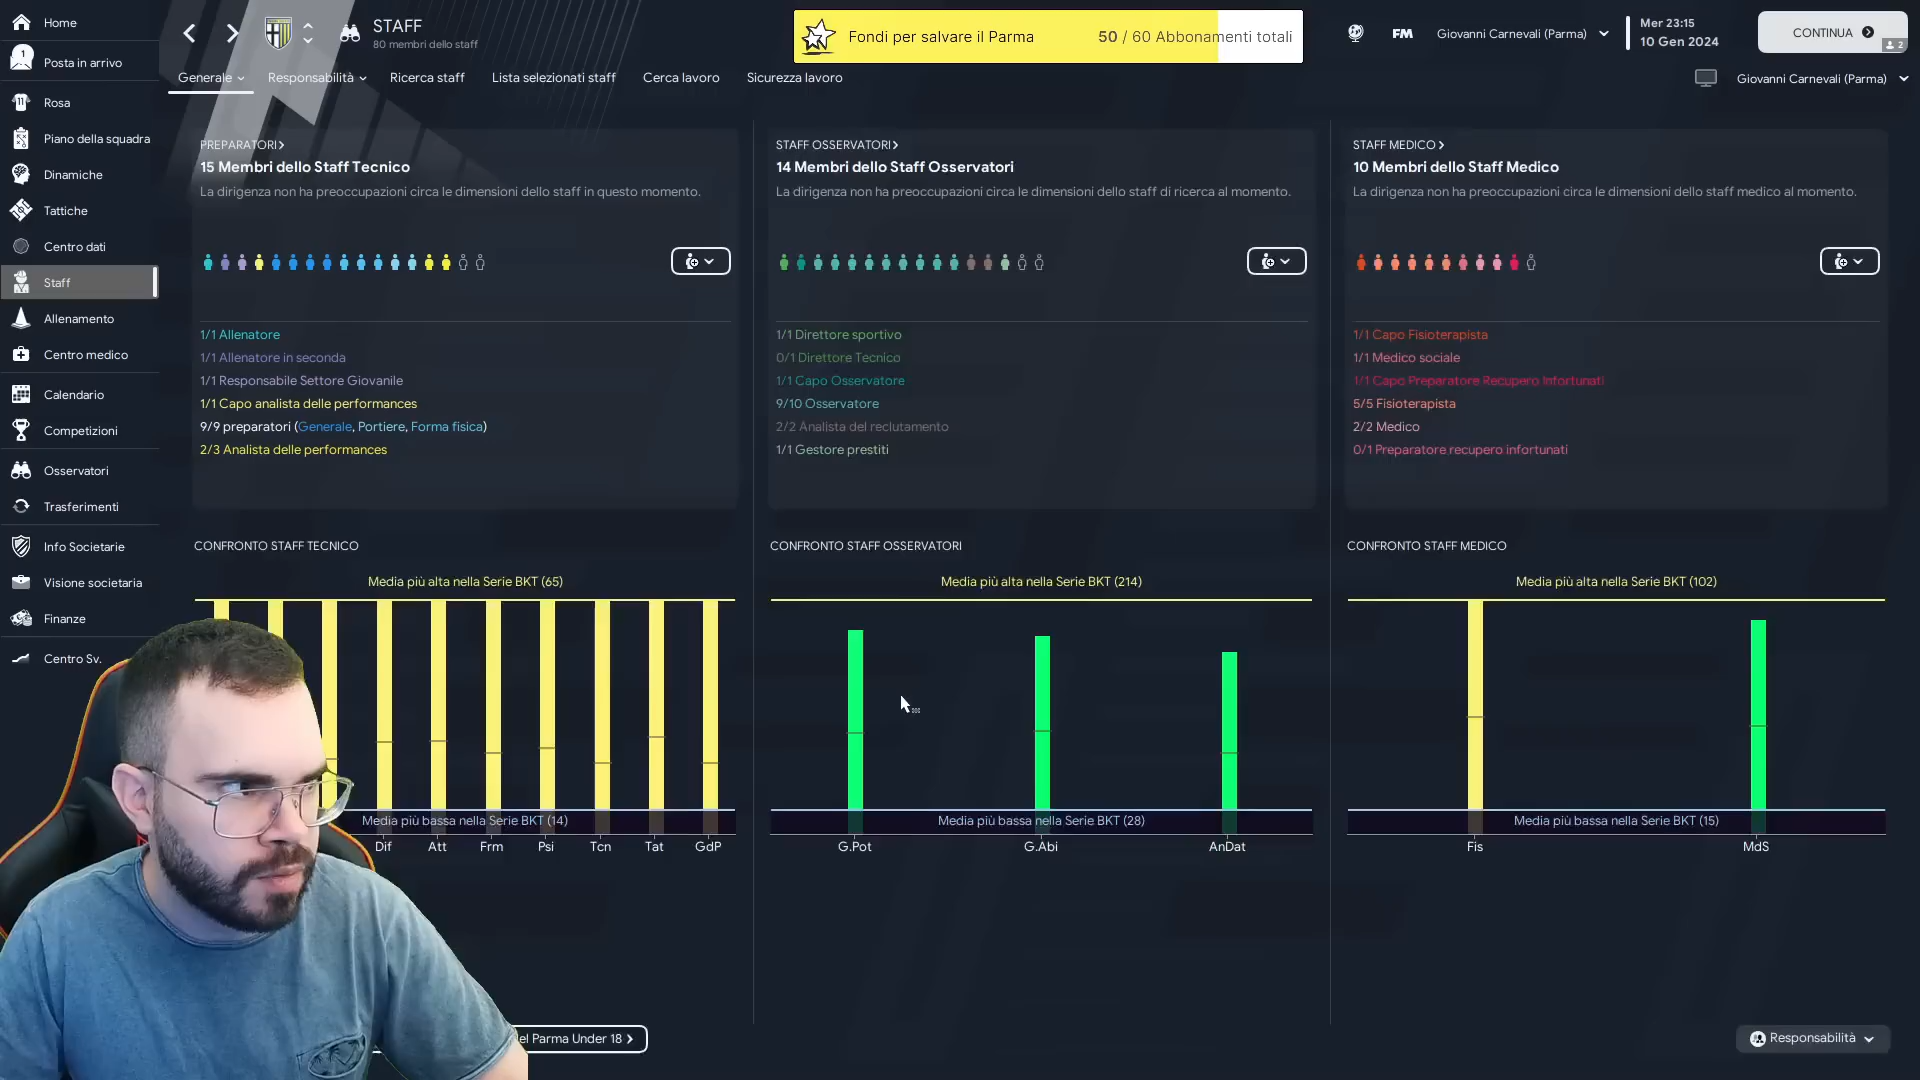 Home
1
Posta in arrivo
11
Rosa
Piano della squadra
Dinamiche
Tattiche
Centro dati
Staff
Allenamento
Centro medico
Calendario
Competizioni
Osservatori
Trasferimenti
Info Societarie
Visione societaria
Finanze
Centro Sv.
STAFF
80 membri dello staff
Fondi per salvare il Parma 50 / 60 Abbonamenti totali
FM
Giovanni Carnevali (Parma)
Mer 23:15
10 Gen 2024
CONTINUA
2
Generale
Responsabilità
Ricerca staff
Lista selezionati staff
Cerca lavoro
Sicurezza lavoro
Giovanni Carnevali (Parma)
PREPARATORI
15 Membri dello Staff Tecnico
La dirigenza non ha preoccupazioni circa le dimensioni dello staff in questo momento.
1/1 Allenatore
1/1 Allenatore in seconda
1/1 Responsabile Settore Giovanile
1/1 Capo analista delle performances
9/9 preparatori (Generale, Portiere, Forma fisica)
2/3 Analista delle performances
STAFF OSSERVATORI
14 Membri dello Staff Osservatori
La dirigenza non ha preoccupazioni circa le dimensioni dello staff di ricerca al momento.
1/1 Direttore sportivo
0/1 Direttore Tecnico
1/1 Capo Osservatore
9/10 Osservatore
2/2 Analista del reclutamento
1/1 Gestore prestiti
STAFF MEDICO
10 Membri dello Staff Medico
La dirigenza non ha preoccupazioni circa le dimensioni dello staff medico al momento.
1/1 Capo Fisioterapista
1/1 Medico sociale
1/1 Capo Preparatore Recupero Infortunati
5/5 Fisioterapista
2/2 Medico
0/1 Preparatore recupero infortunati
CONFRONTO STAFF TECNICO
Media più alta nella Serie BKT (65)
Media più bassa nella Serie BKT (14)
Dif Att Frm Psi Tcn Tat GdP
CONFRONTO STAFF OSSERVATORI
Media più alta nella Serie BKT (214)
Media più bassa nella Serie BKT (28)
G.Pot G.Abi AnDat
CONFRONTO STAFF MEDICO
Media più alta nella Serie BKT (102)
Media più bassa nella Serie BKT (15)
Fis MdS
el Parma Under 18
Responsabilità